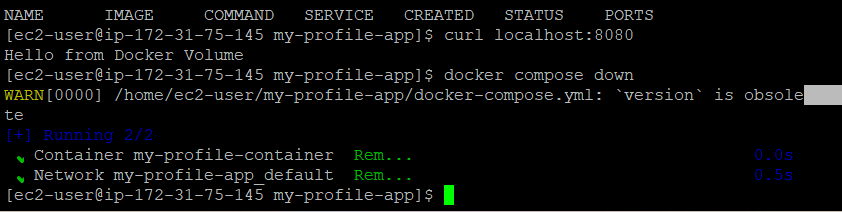 NAME      IMAGE     COMMAND   SERVICE   CREATED   STATUS    PORTS
[ec2-user@ip-172-31-75-145 my-profile-app]$ curl localhost:8080
Hello from Docker Volume
[ec2-user@ip-172-31-75-145 my-profile-app]$ docker compose down
WARN[0000] /home/ec2-user/my-profile-app/docker-compose.yml: `version` is obsole
te
[+] Running 2/2
✔ Container my-profile-container  Rem...                                  0.0s
✔ Network my-profile-app_default  Rem...                                  0.5s
[ec2-user@ip-172-31-75-145 my-profile-app]$